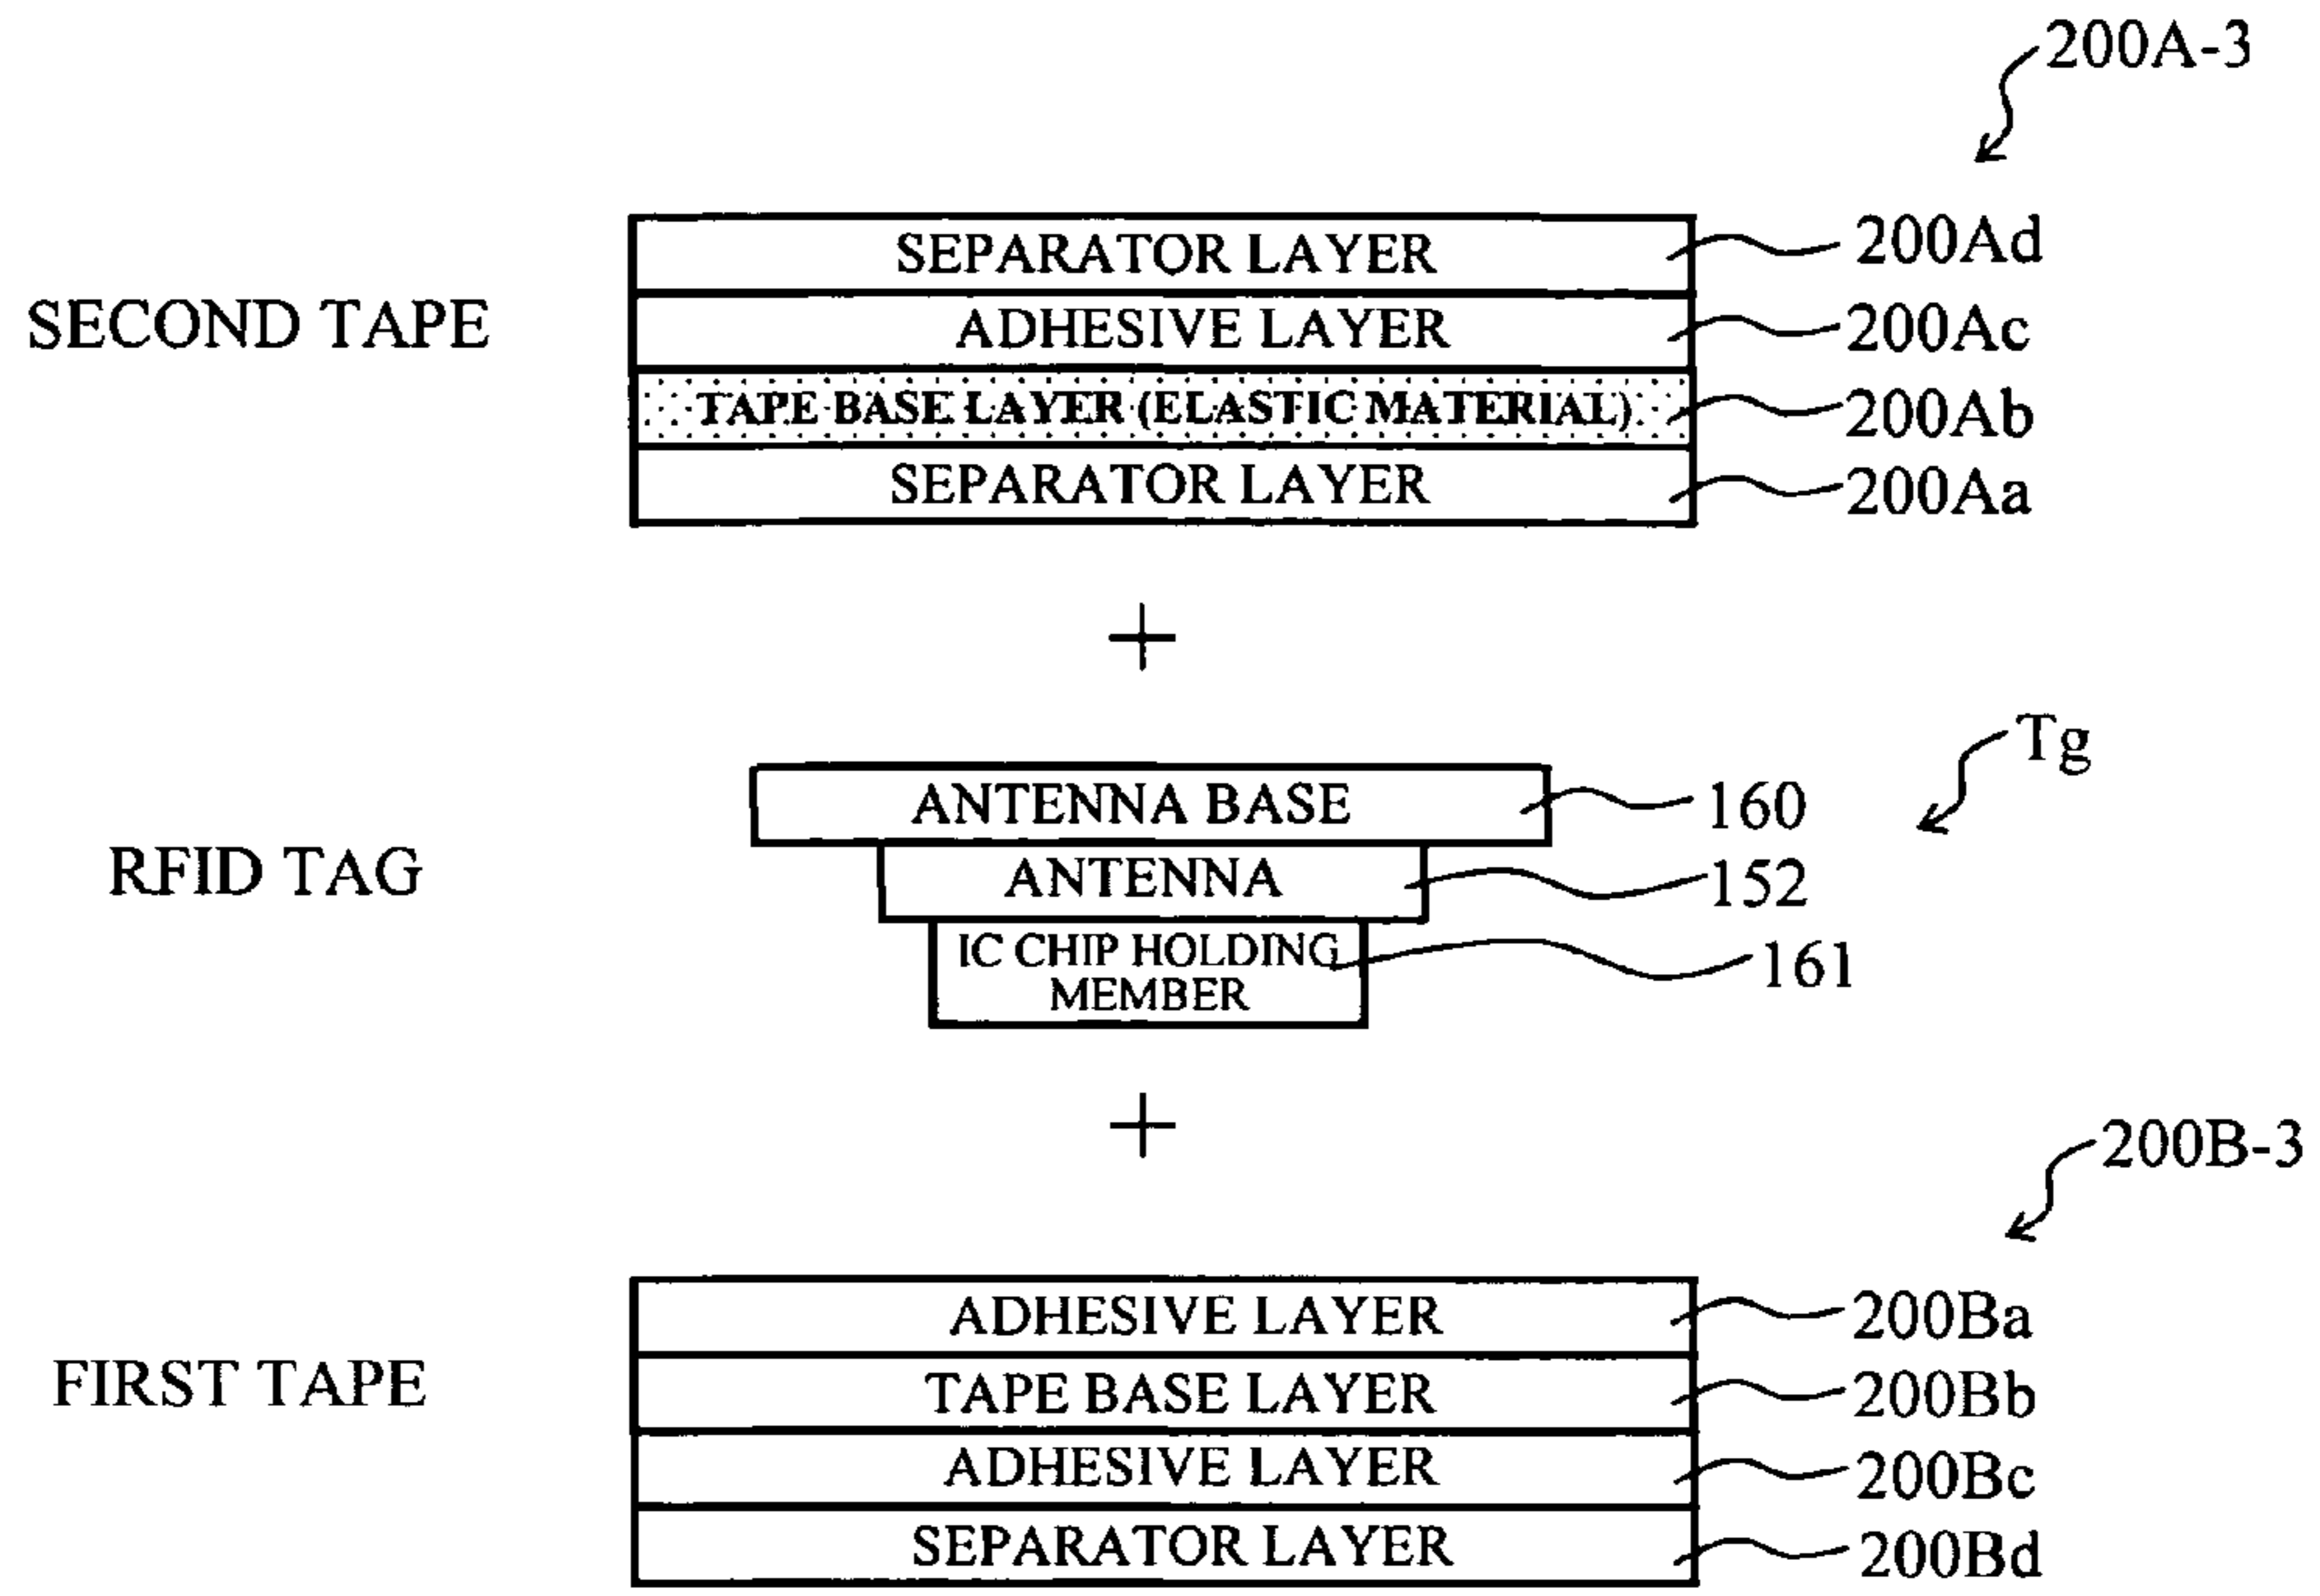 200A-3
SEPARATOR LAYER 200Ad
SECOND TAPE ADHESIVE LAYER 200Ac
TAPE BASE LAYER (ELASTIC MATERIAL) 200Ab
SEPARATOR LAYER 200Aa
+
Tg
ANTENNA BASE 160
RFID TAG ANTENNA 152
IC CHIP HOLDING 161
MEMBER
+
200B-3
ADHESIVE LAYER 200Ba
FIRST TAPE TAPE BASE LAYER 200Bb
ADHESIVE LAYER 200Bc
SEPARATOR LAYER 200Bd